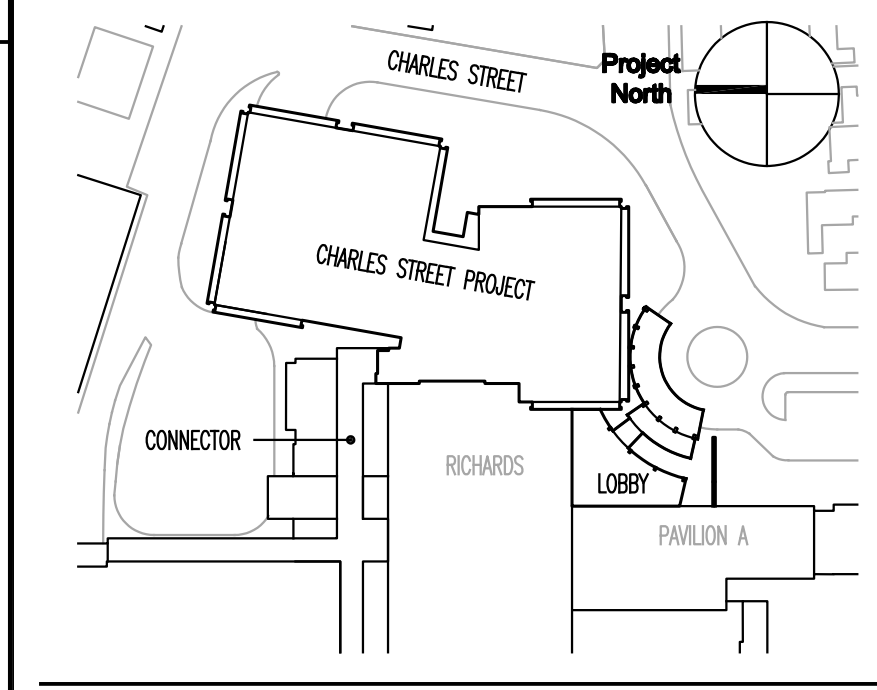 CHARLES STREET
Project
North
CHARLES STREET PROJECT
CONNECTOR
RICHARDS
LOBBY
PAVILION A